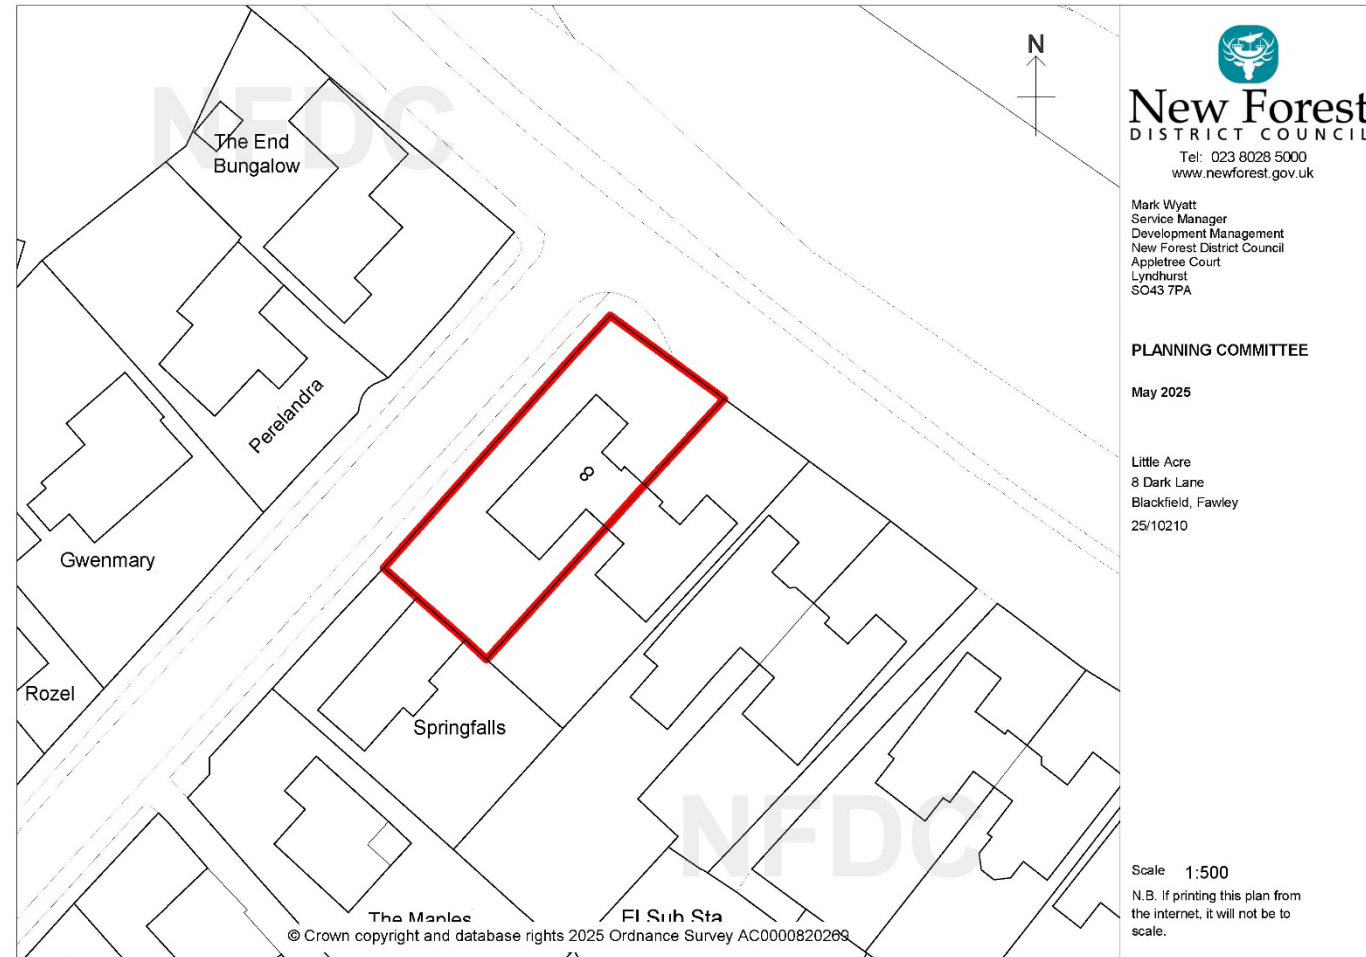 NFDC
The End
Bungalow
N
Perelandra
8
Gwenmary
Rozel
Springfalls
NFDC
The Maples
El Sub Sta
© Crown copyright and database rights 2025 Ordnance Survey AC0000820269
New Forest
DISTRICT COUNCIL
Tel: 023 8028 5000
www.newforest.gov.uk
Mark Wyatt
Service Manager
Development Management
New Forest District Council
Appletree Court
Lyndhurst
SO43 7PA
PLANNING COMMITTEE
May 2025
Little Acre
8 Dark Lane
Blackfield, Fawley
25/10210
Scale 1:500
N.B. If printing this plan from
the internet, it will not be to
scale.